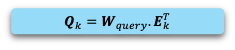 Q_k = W_query . E_k^T